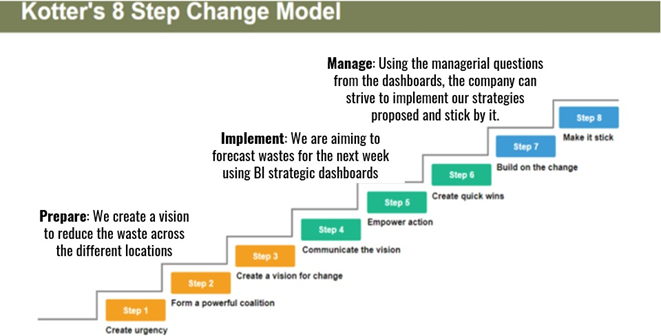 Kotter's 8 Step Change Model
Manage: Using the managerial questions
from the dashboards, the company can
strive to implement our strategies
proposed and stick by it.
Implement: We are aiming to
forecast wastes for the next week
using BI strategic dashboards
Prepare: We create a vision
to reduce the waste across
the different locations
Step 1
Create urgency
Step 2
Form a powerful coalition
Step 3
Create a vision for change
Step 4
Communicate the vision
Step 5
Empower action
Step 6
Create quick wins
Step 7
Build on the change
Step 8
Make it stick